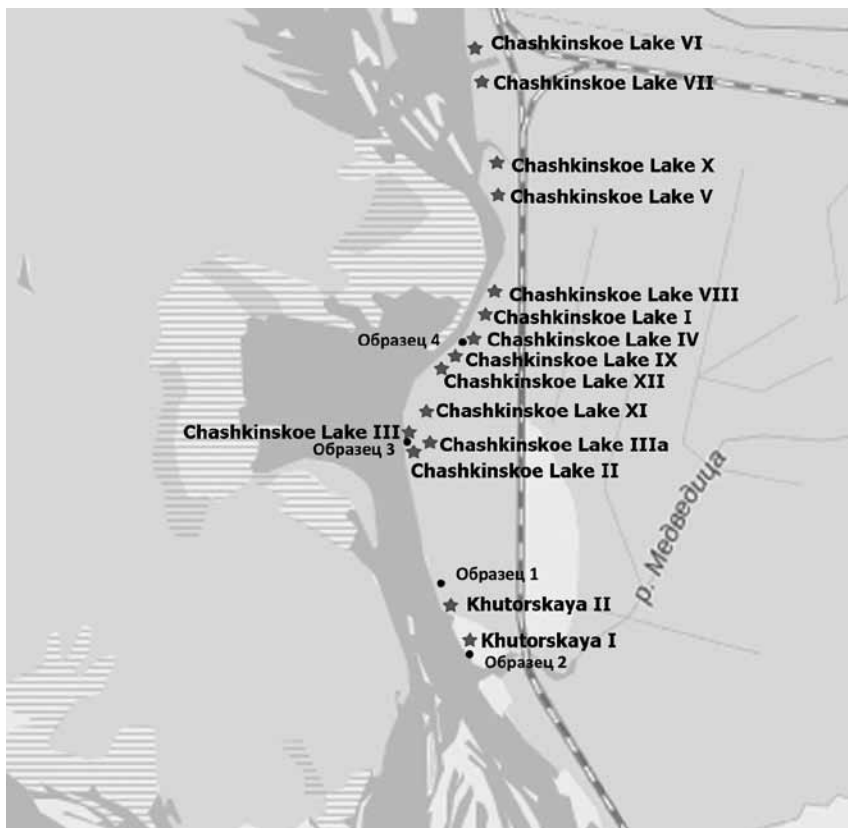 Chashkinskoe Lake VI
Chashkinskoe Lake VII
Chashkinskoe Lake X
Chashkinskoe Lake V
Chashkinskoe Lake VIII
Chashkinskoe Lake I
Образец 4
Chashkinskoe Lake IV
Chashkinskoe Lake IX
Chashkinskoe Lake XII
Chashkinskoe Lake XI
Chashkinskoe Lake III
Образец 3
Chashkinskoe Lake IIIa
Chashkinskoe Lake II
р. Медведица
Образец 1
Khutorskaya II
Khutorskaya I
Образец 2